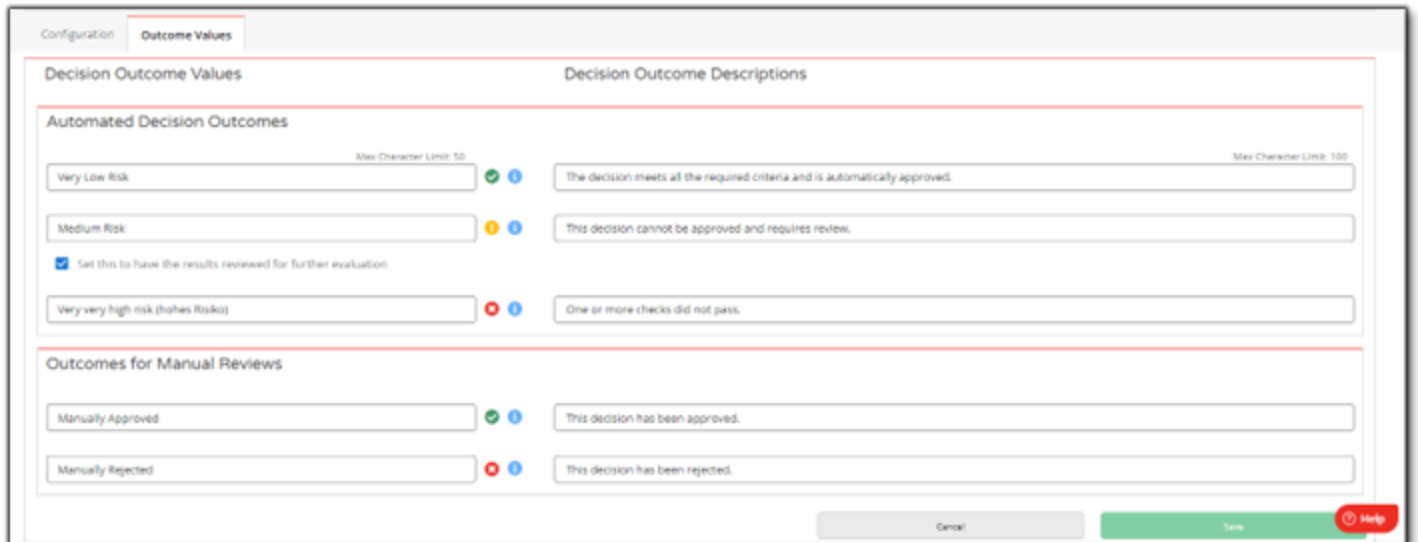 Configuration Outcome Values
Decision Outcome Values Decision Outcome Descriptions
Automated Decision Outcomes
Max Character Limit: 50 Max Character Limit: 100
Very Low Risk The decision meets all the required criteria and is automatically approved.
Medium Risk This decision cannot be approved and requires review.
Set this to have the results reviewed for further evaluation
Very very high risk (hohes Risiko) One or more checks did not pass.
Outcomes for Manual Reviews
Manually Approved This decision has been approved.
Manually Rejected This decision has been rejected.
Cancel Save Help